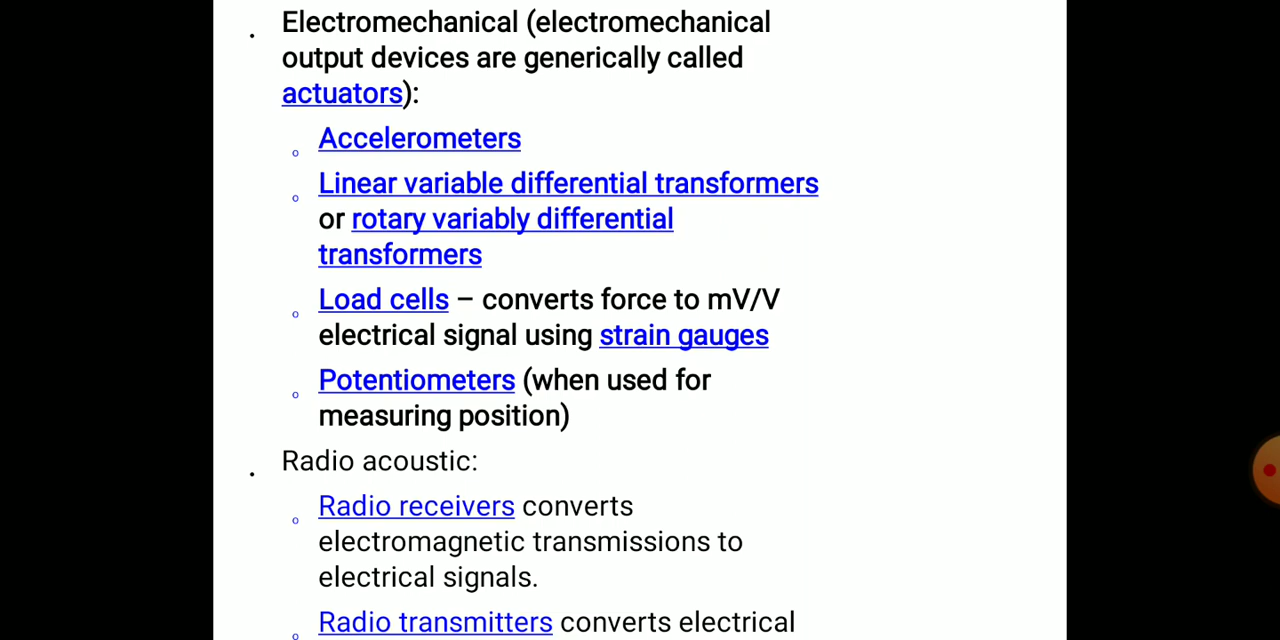 Electromechanical (electromechanical
output devices are generically called
actuators):
Accelerometers
Linear variable differential transformers
or rotary variably differential
transformers
Load cells – converts force to mV/V
electrical signal using strain gauges
Potentiometers (when used for
measuring position)
Radio acoustic:
Radio receivers converts
electromagnetic transmissions to
electrical signals.
Radio transmitters converts electrical